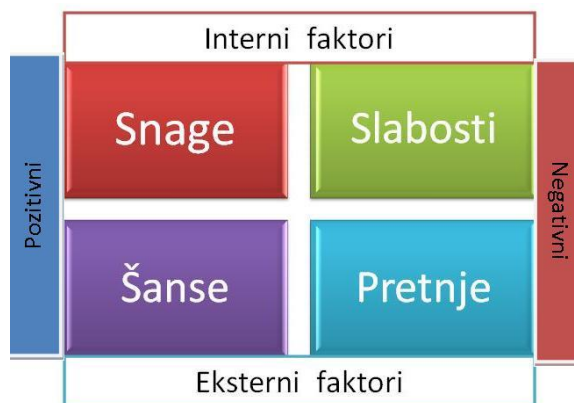 Interni faktori
Pozitivni
Snage
Slabosti
Negativni
Šanse
Pretnje
Eksterni faktori